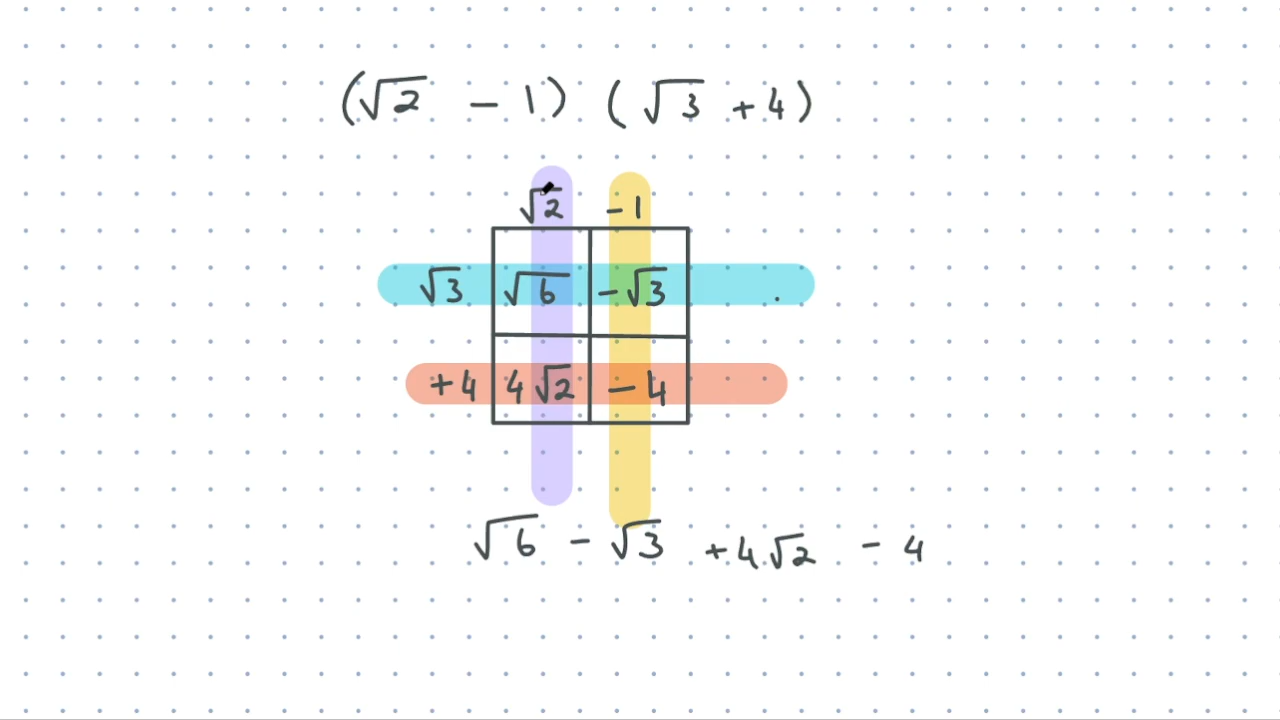 (√2 - 1) (√3 + 4)
√2 - 1
√3 √6 -√3
+4 4√2 -4
√6 - √3 + 4√2 - 4